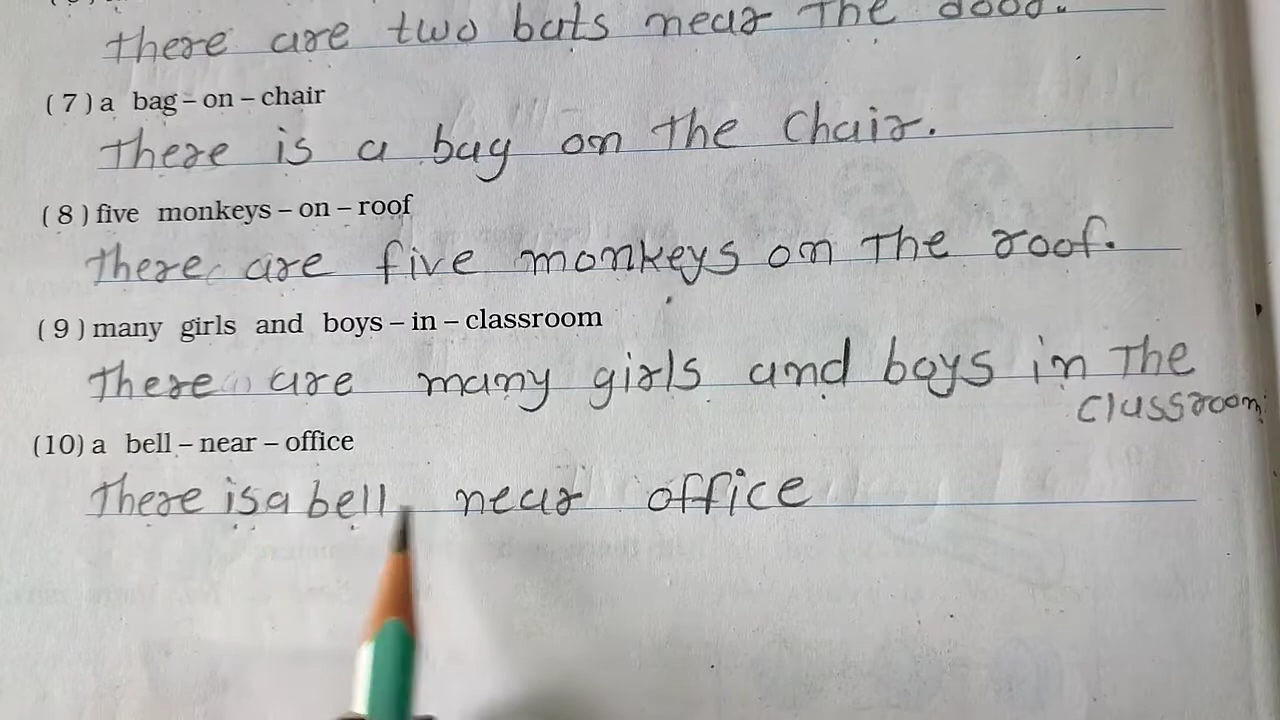 There are two bats near The dood.
( 7 ) a bag – on – chair
There is a bag on The Chair.
( 8 ) five monkeys – on – roof
There are five monkeys on The roof.
( 9 ) many girls and boys – in – classroom
There are many girls and boys in The
classroom
(10) a bell – near – office
There is a bell near office